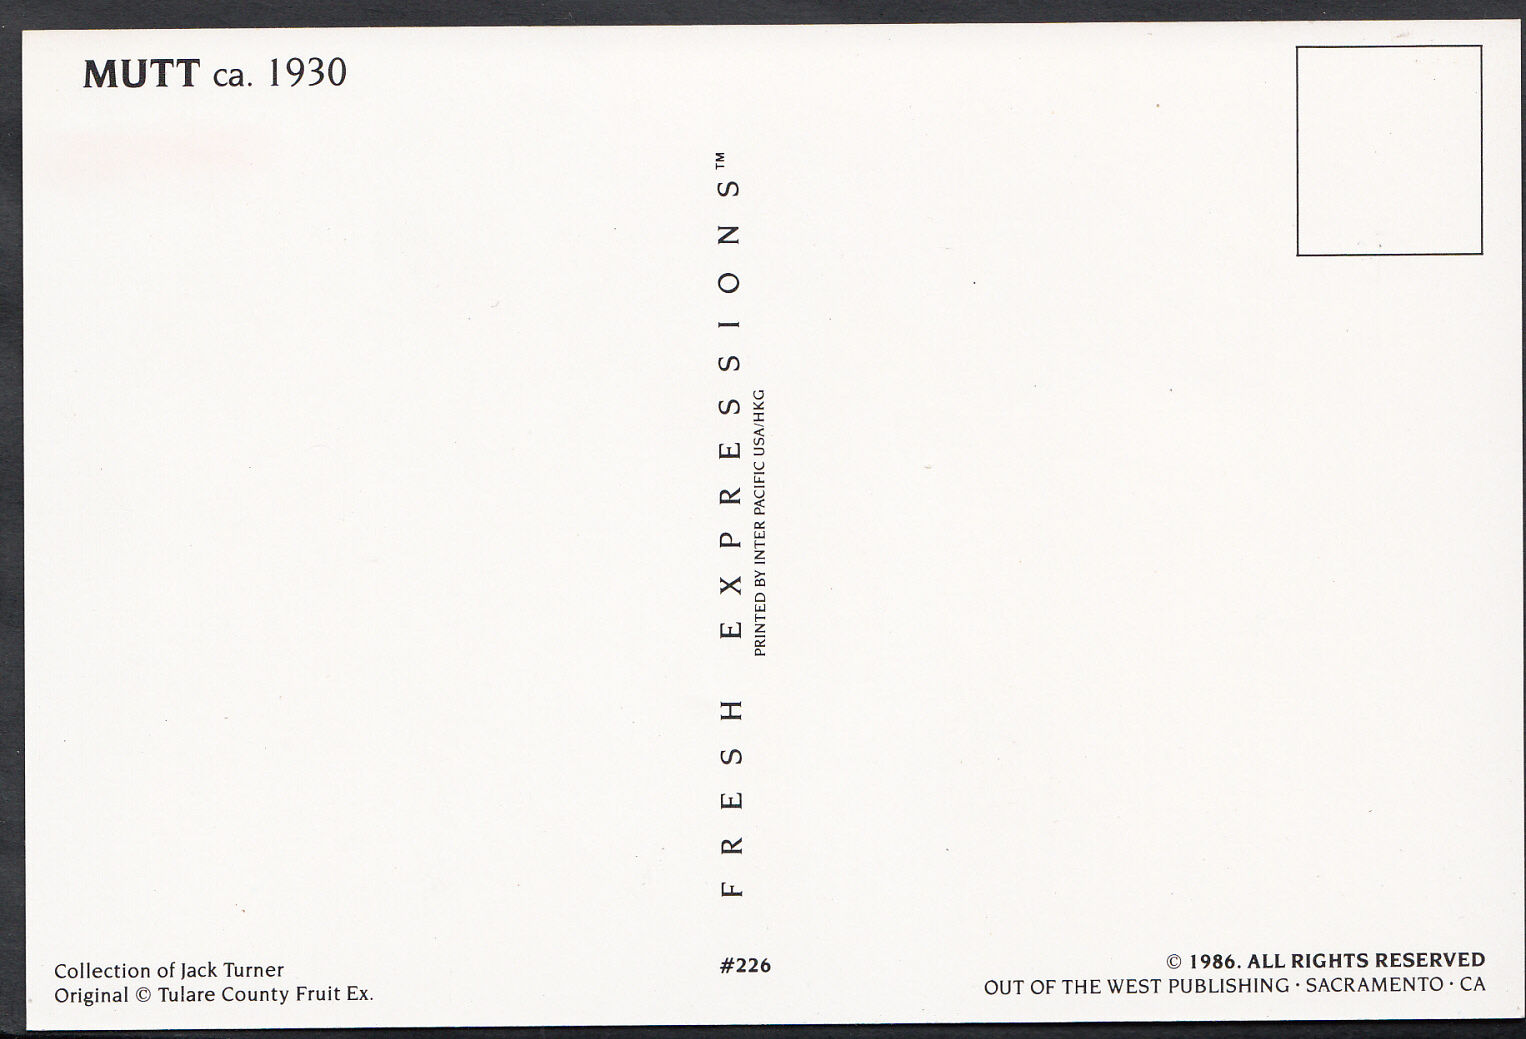 MUTT ca. 1930
FRESH EXPRESSIONS™
PRINTED BY INTER PACIFIC USA/HKG
Collection of Jack Turner
Original © Tulare County Fruit Ex.
#226
© 1986. ALL RIGHTS RESERVED
OUT OF THE WEST PUBLISHING · SACRAMENTO · CA